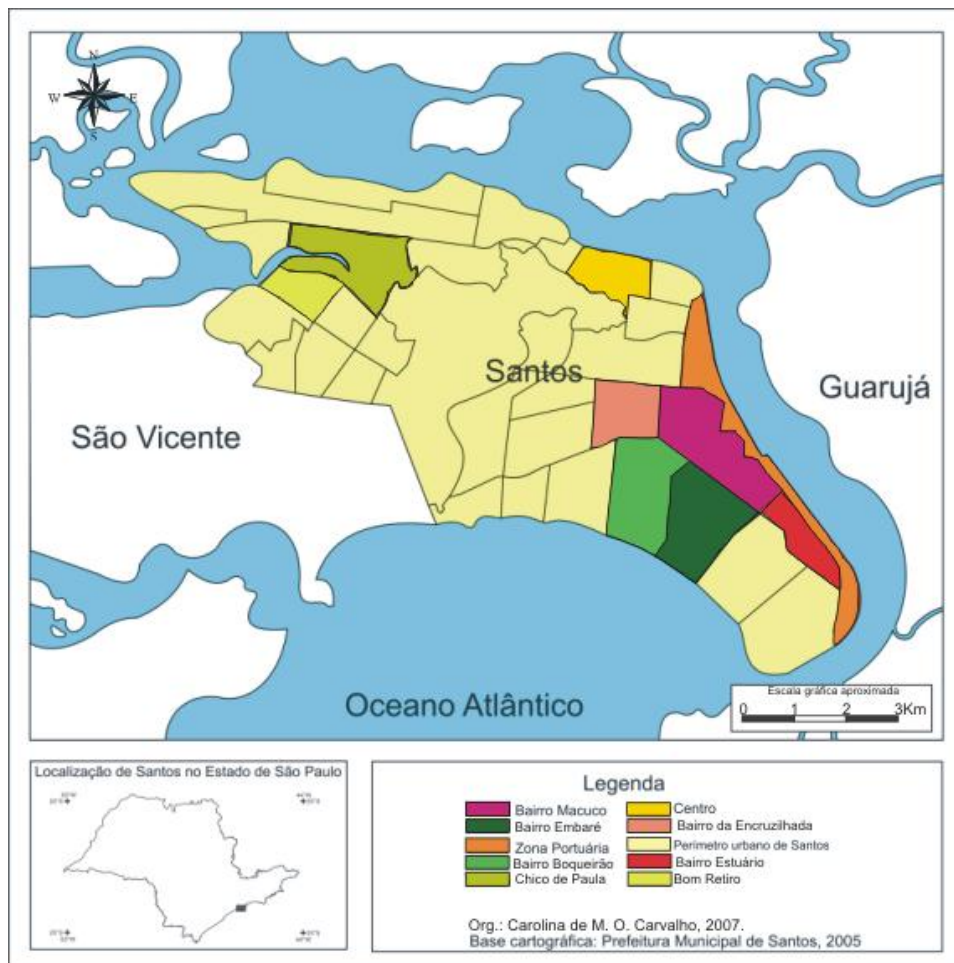 N
W E
S
Santos
Guarujá
São Vicente
Oceano Atlântico
Escala gráfica aproximada
0 1 2 3Km
Localização de Santos no Estado de São Paulo
Legenda
Bairro Macuco
Bairro Embaré
Zona Portuária
Bairro Boqueirão
Chico de Paula
Centro
Bairro da Encruzilhada
Perímetro urbano de Santos
Bairro Estuário
Bom Retiro
Org.: Carolina de M. O. Carvalho, 2007.
Base cartográfica: Prefeitura Municipal de Santos, 2005